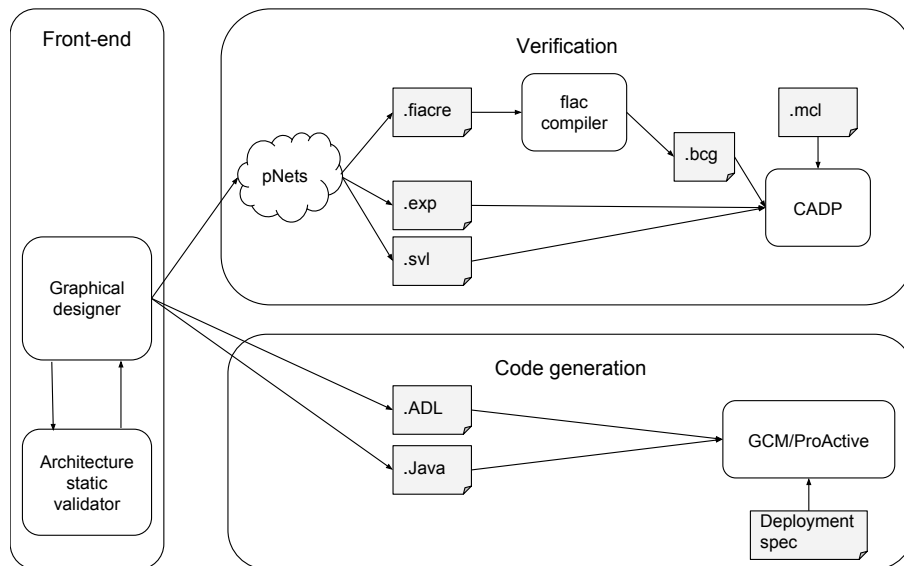 Front-end
Graphical
designer
Architecture
static
validator
Verification
pNets
.fiacre
flac
compiler
.mcl
.bcg
.exp
.svl
CADP
Code generation
.ADL
.Java
GCM/ProActive
Deployment
spec